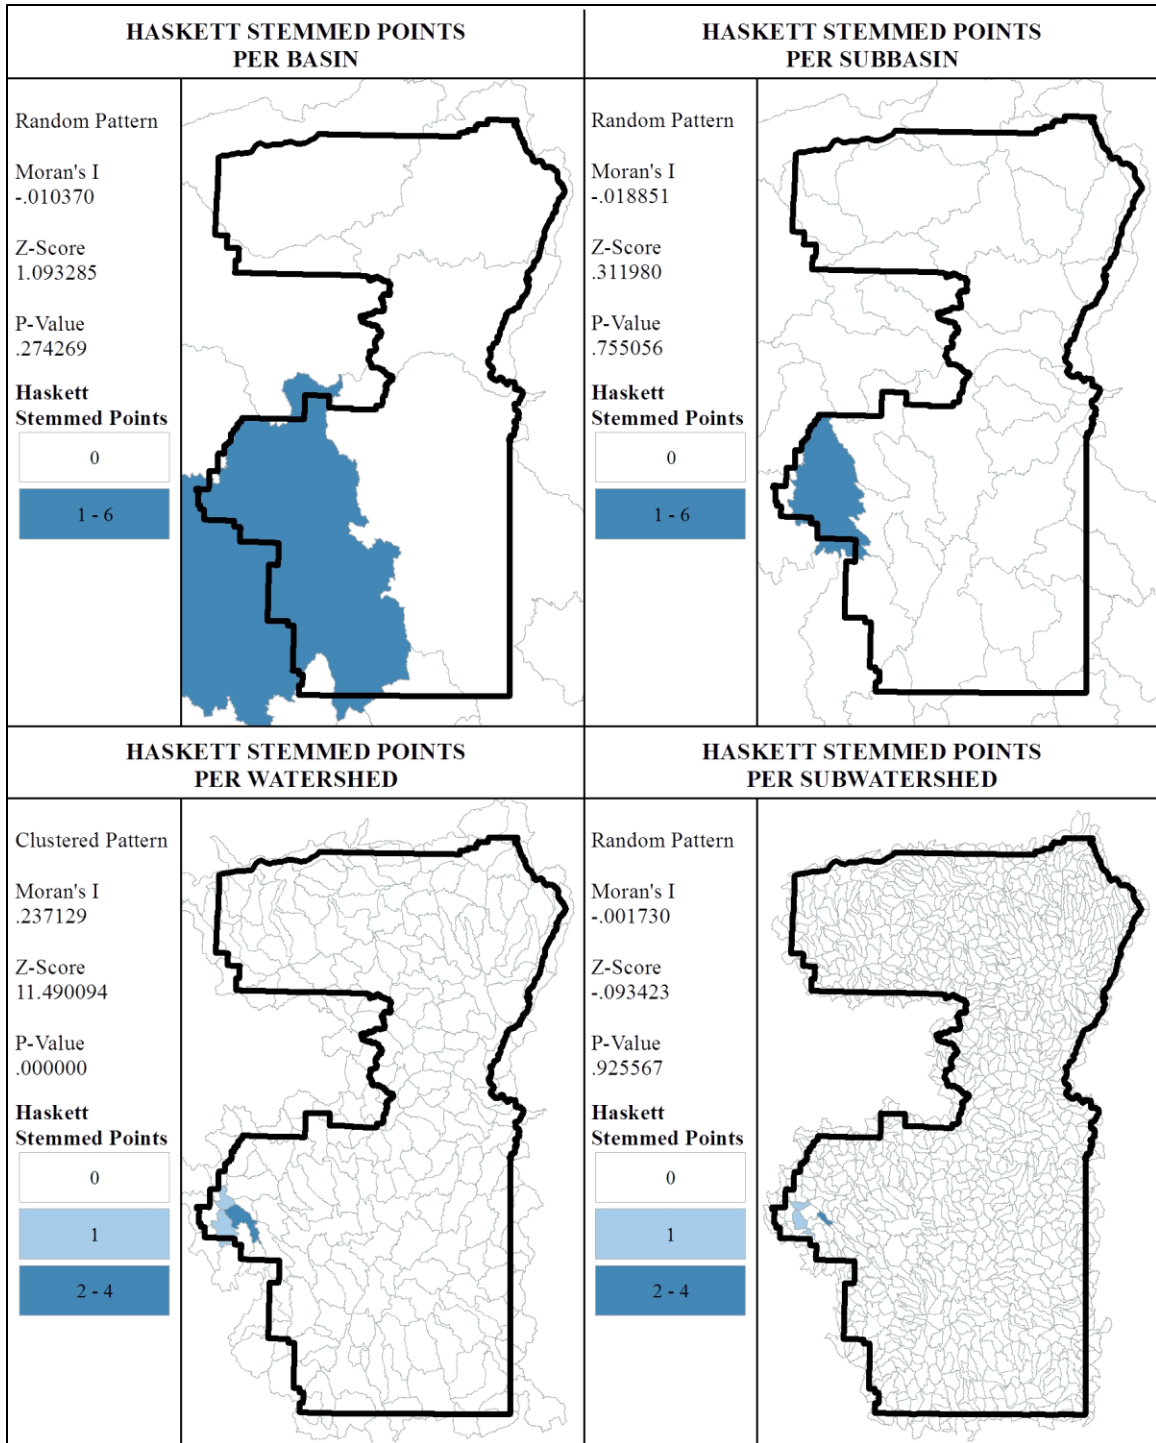 HASKETT STEMMED POINTS
PER BASIN
Random Pattern
Moran's I
-.010370
Z-Score
1.093285
P-Value
.274269
Haskett
Stemmed Points
0
1 - 6
HASKETT STEMMED POINTS
PER SUBBASIN
Random Pattern
Moran's I
-.018851
Z-Score
.311980
P-Value
.755056
Haskett
Stemmed Points
0
1 - 6
HASKETT STEMMED POINTS
PER WATERSHED
Clustered Pattern
Moran's I
.237129
Z-Score
11.490094
P-Value
.000000
Haskett
Stemmed Points
0
1
2 - 4
HASKETT STEMMED POINTS
PER SUBWATERSHED
Random Pattern
Moran's I
-.001730
Z-Score
-.093423
P-Value
.925567
Haskett
Stemmed Points
0
1
2 - 4